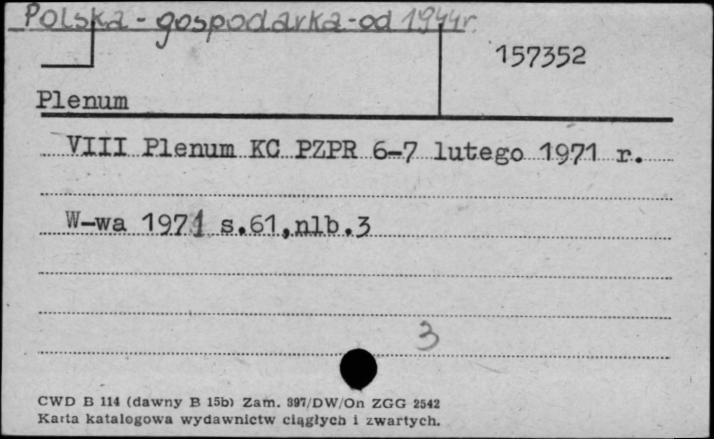 Polska - gospodarka - od 1944r.
157352
Plenum
VIII Plenum KC PZPR 6-7 lutego 1971 r.
W-wa 1971 s.61,nlb.3
3
CWD B 114 (dawny B 15b) Zam. 397/DW/On ZGG 2542
Karta katalogowa wydawnictw ciągłych i zwartych.